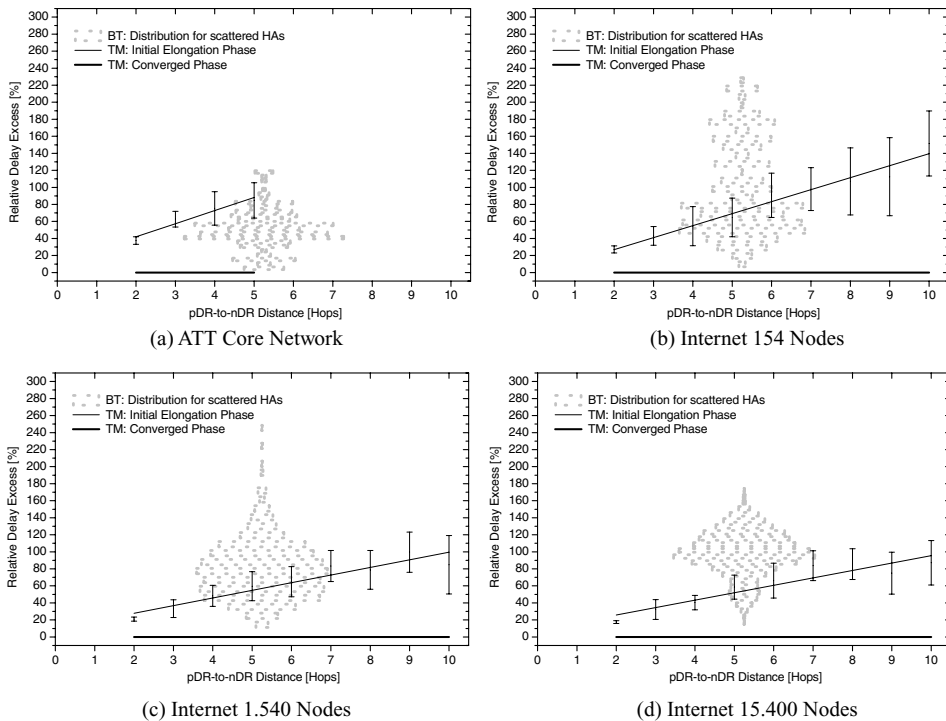 300
280
260
240
220
200
180
160
140
120
100
80
60
40
20
0
Relative Delay Excess [%]
BT: Distribution for scattered HAs
TM: Initial Elongation Phase
TM: Converged Phase
0 1 2 3 4 5 6 7 8 9 10
pDR-to-nDR Distance [Hops]
(a) ATT Core Network
300
280
260
240
220
200
180
160
140
120
100
80
60
40
20
0
Relative Delay Excess [%]
BT: Distribution for scattered HAs
TM: Initial Elongation Phase
TM: Converged Phase
0 1 2 3 4 5 6 7 8 9 10
pDR-to-nDR Distance [Hops]
(b) Internet 154 Nodes
300
280
260
240
220
200
180
160
140
120
100
80
60
40
20
0
Relative Delay Excess [%]
BT: Distribution for scattered HAs
TM: Initial Elongation Phase
TM: Converged Phase
0 1 2 3 4 5 6 7 8 9 10
pDR-to-nDR Distance [Hops]
(c) Internet 1.540 Nodes
300
280
260
240
220
200
180
160
140
120
100
80
60
40
20
0
Relative Delay Excess [%]
BT: Distribution for scattered HAs
TM: Initial Elongation Phase
TM: Converged Phase
0 1 2 3 4 5 6 7 8 9 10
pDR-to-nDR Distance [Hops]
(d) Internet 15.400 Nodes